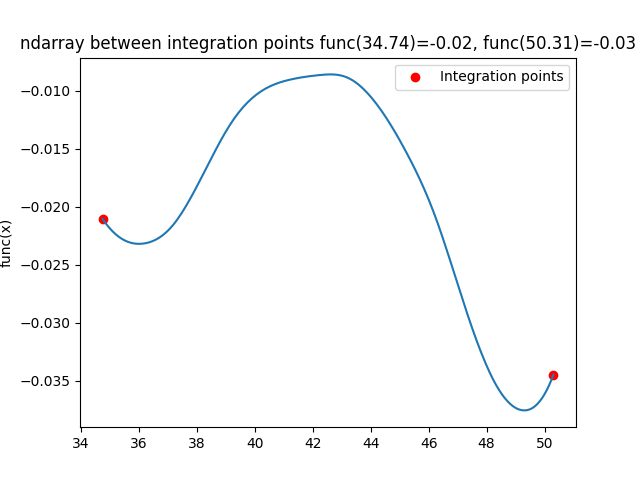 ndarray between integration points func(34.74)=-0.02, func(50.31)=-0.03
Integration points
func(x)
−0.010
−0.015
−0.020
−0.025
−0.030
−0.035
34 36 38 40 42 44 46 48 50